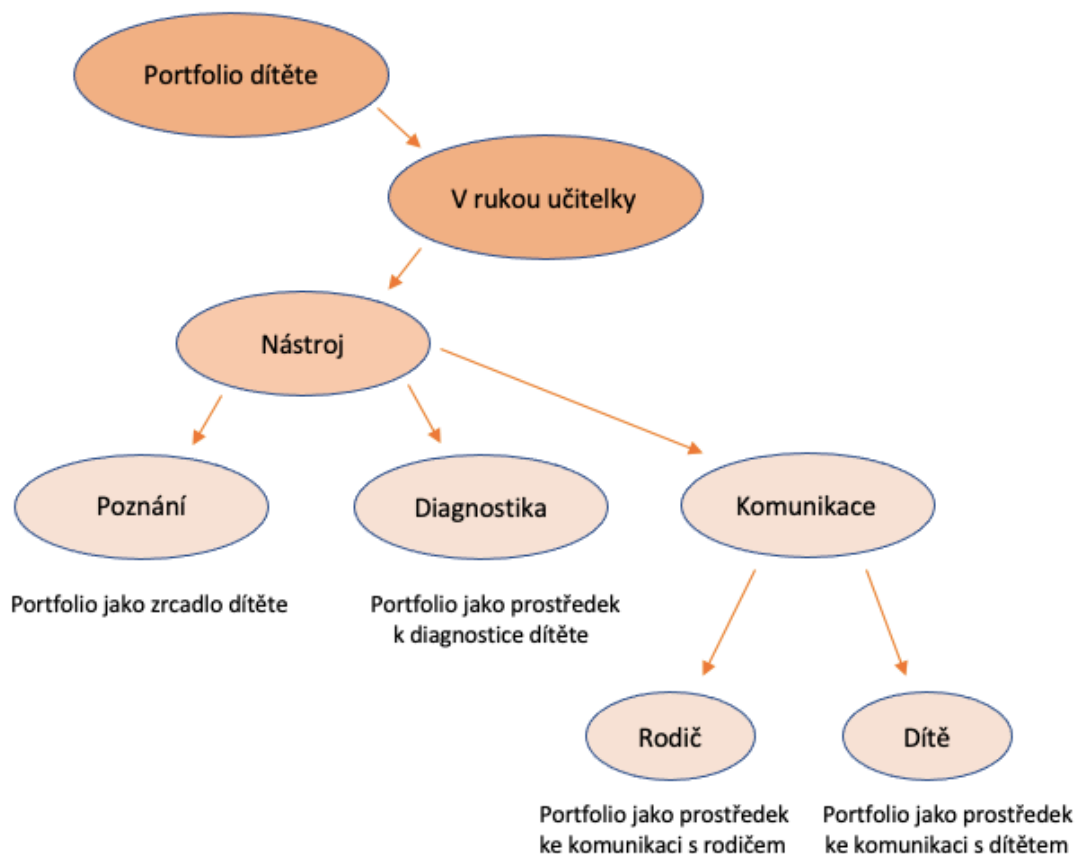 Portfolio dítěte
V rukou učitelky
Nástroj
Poznání
Diagnostika
Komunikace
Portfolio jako zrcadlo dítěte
Portfolio jako prostředek
k diagnostice dítěte
Rodič
Dítě
Portfolio jako prostředek
ke komunikaci s rodičem
Portfolio jako prostředek
ke komunikaci s dítětem